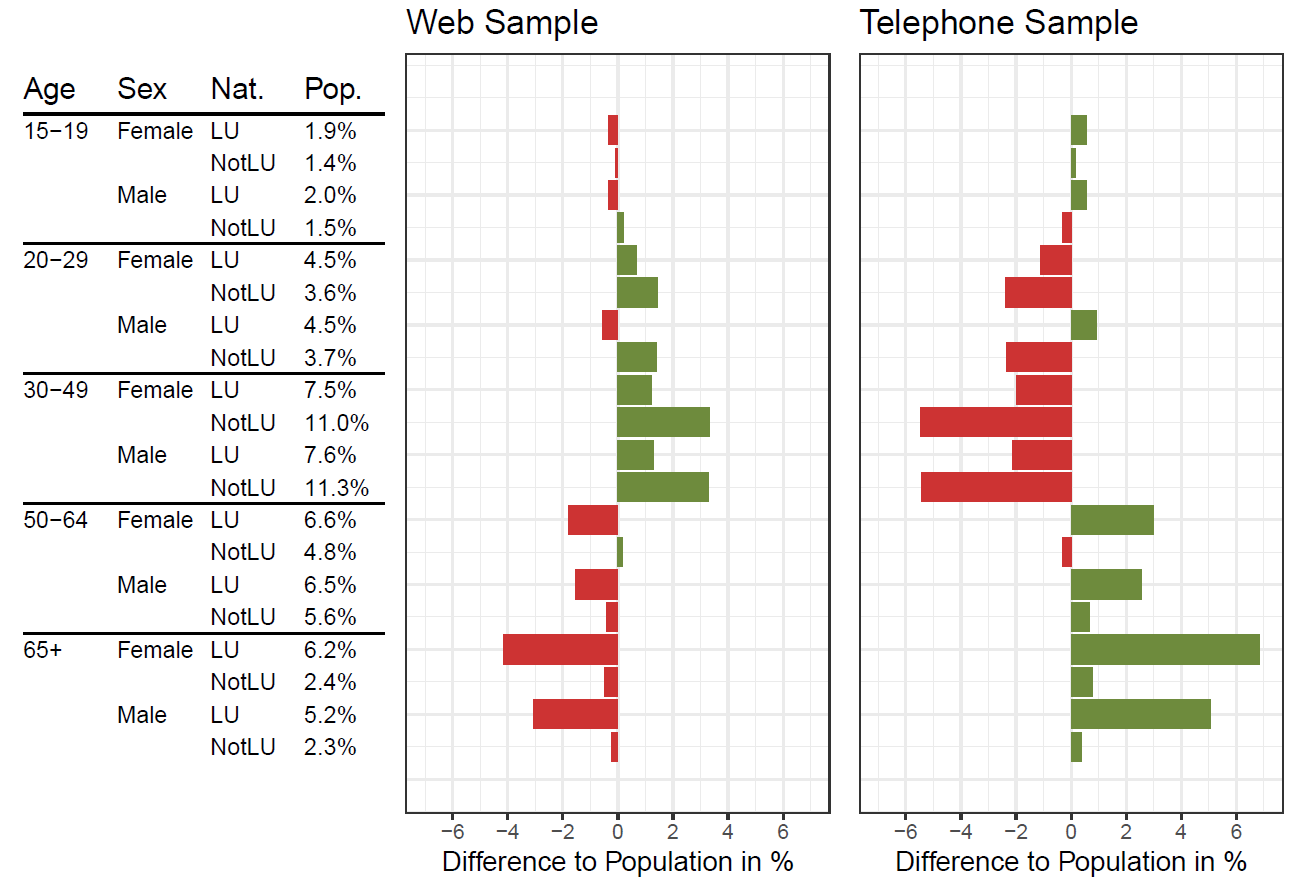 Web Sample Telephone Sample
Age Sex Nat. Pop.
15−19 Female LU 1.9%
NotLU 1.4%
Male LU 2.0%
NotLU 1.5%
20−29 Female LU 4.5%
NotLU 3.6%
Male LU 4.5%
NotLU 3.7%
30−49 Female LU 7.5%
NotLU 11.0%
Male LU 7.6%
NotLU 11.3%
50−64 Female LU 6.6%
NotLU 4.8%
Male LU 6.5%
NotLU 5.6%
65+ Female LU 6.2%
NotLU 2.4%
Male LU 5.2%
NotLU 2.3%
−6 −4 −2 0 2 4 6 −6 −4 −2 0 2 4 6
Difference to Population in % Difference to Population in %